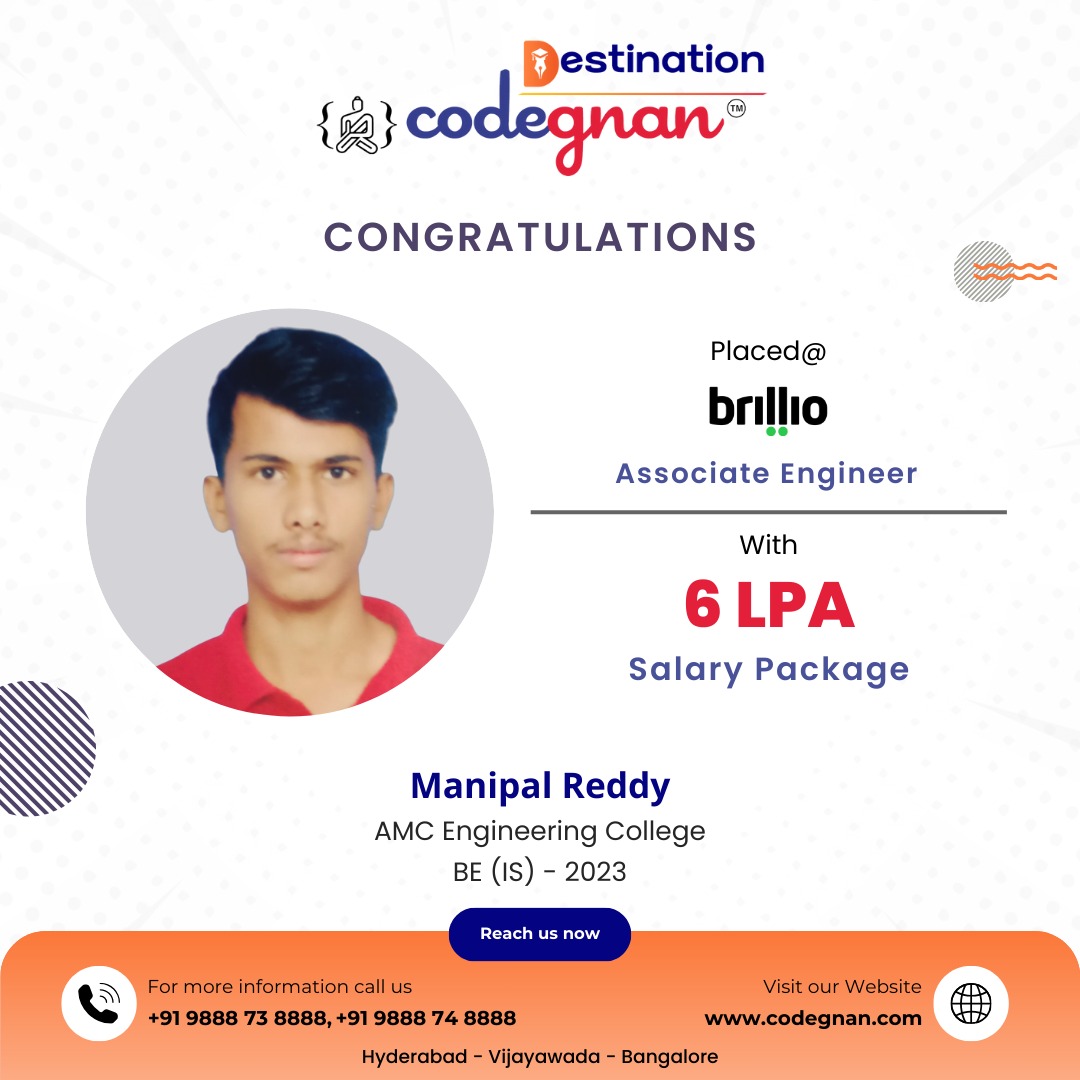 Destination
codegnan TM
CONGRATULATIONS
Placed@
brillio
Associate Engineer
With
6 LPA
Salary Package
Manipal Reddy
AMC Engineering College
BE (IS) - 2023
Reach us now
For more information call us
+91 9888 73 8888, +91 9888 74 8888
Visit our Website
www.codegnan.com
Hyderabad - Vijayawada - Bangalore